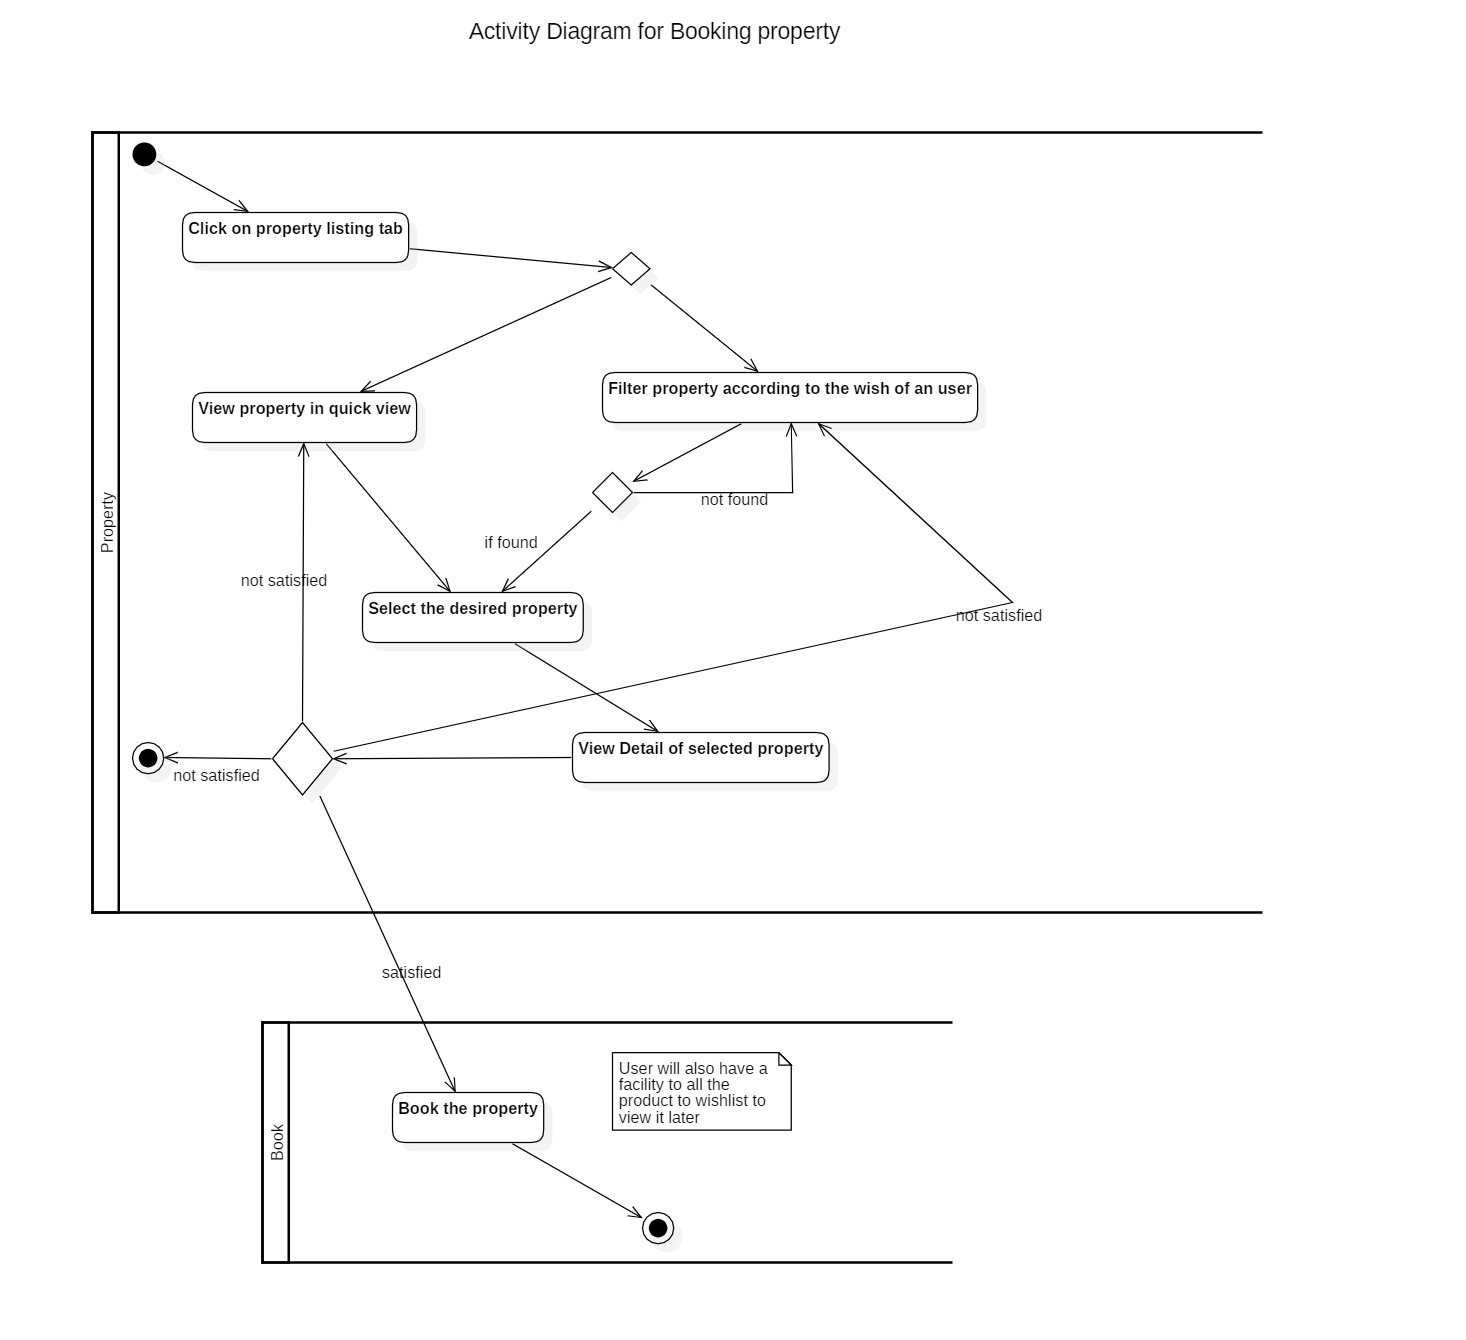 Activity Diagram for Booking property
Click on property listing tab
Filter property according to the wish of an user
View property in quick view
Property
not found
if found
not satisfied
Select the desired property
not satisfied
View Detail of selected property
not satisfied
satisfied
Book
Book the property
User will also have a
facility to all the
product to wishlist to
view it later